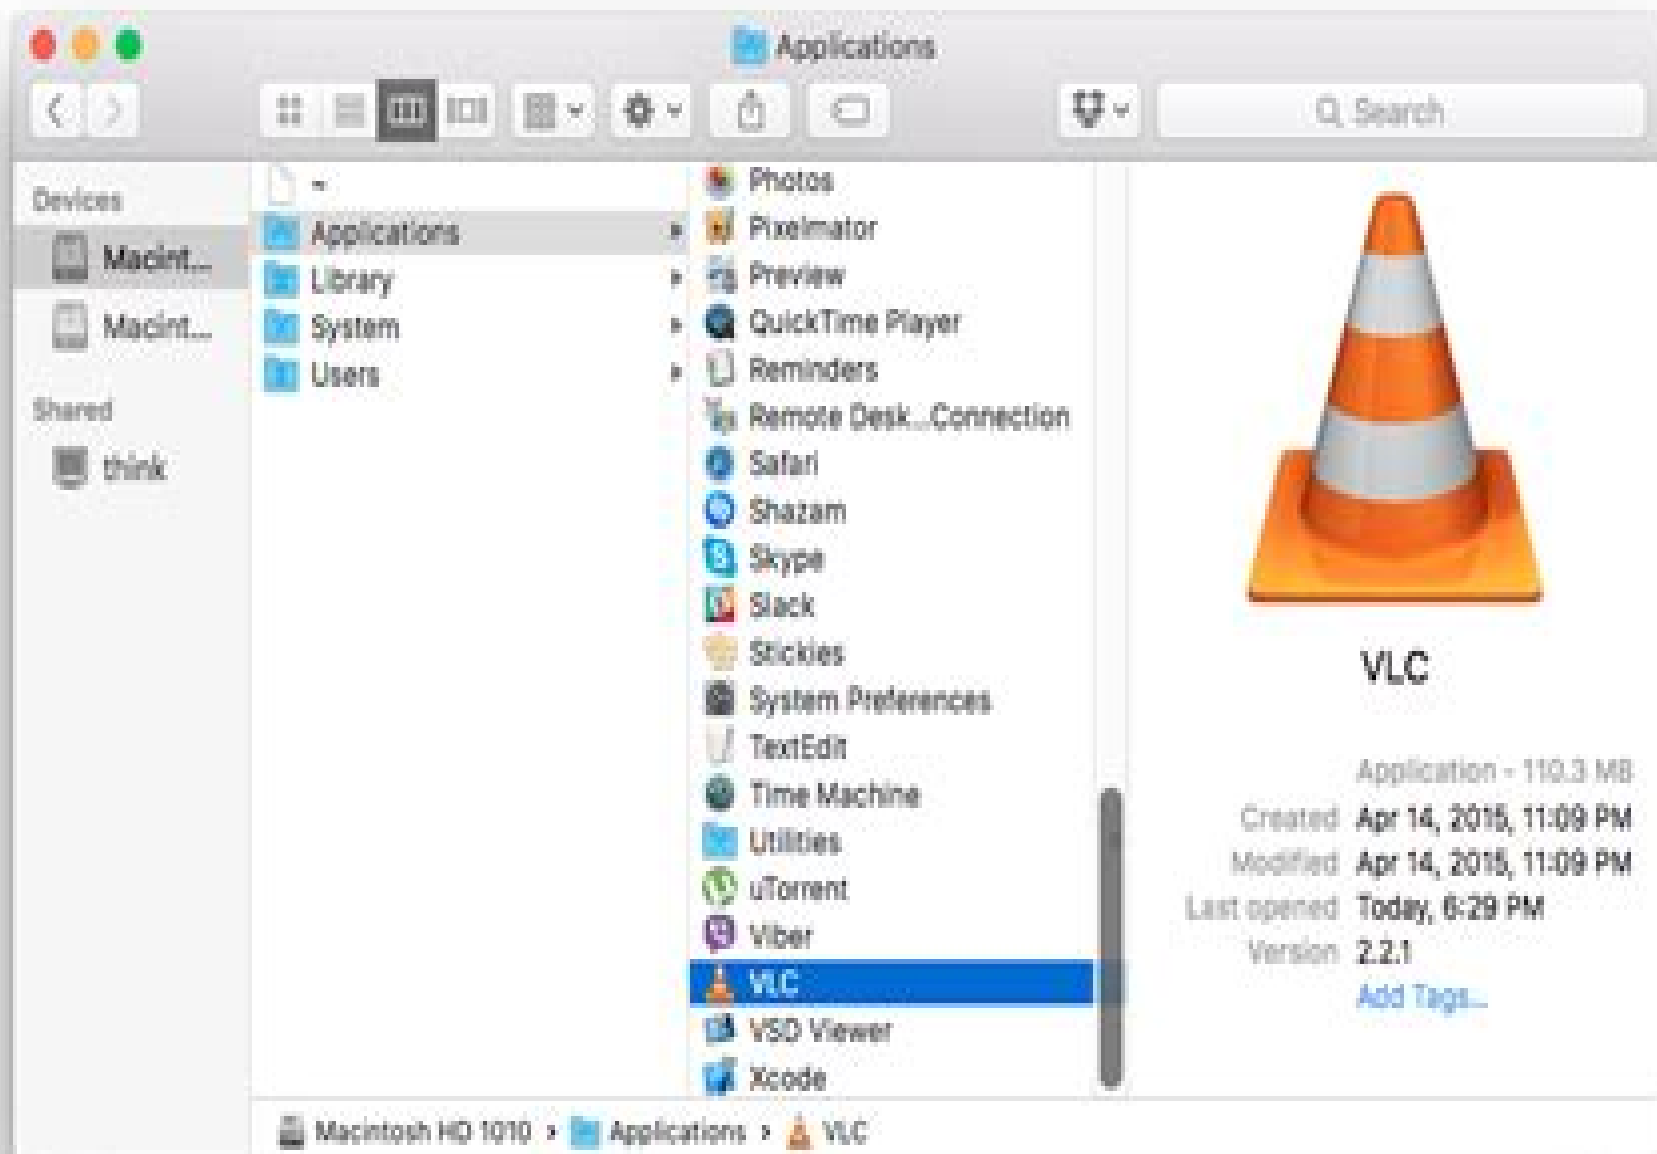 Applications
Search
Devices
Macint...
Macint...
Shared
think
Applications
Library
System
Users
Photos
Pixelmator
Preview
QuickTime Player
Reminders
Remote Desk...Connection
Safari
Shazam
Skype
Slack
Stickies
System Preferences
TextEdit
Time Machine
Utilities
uTorrent
Viber
VLC
VSD Viewer
Xcode
VLC
Application - 110.3 MB
Created Apr 14, 2015, 11:09 PM
Modified Apr 14, 2015, 11:09 PM
Last opened Today, 6:29 PM
Version 2.2.1
Add Tags...
Macintosh HD 1010 › Applications › VLC